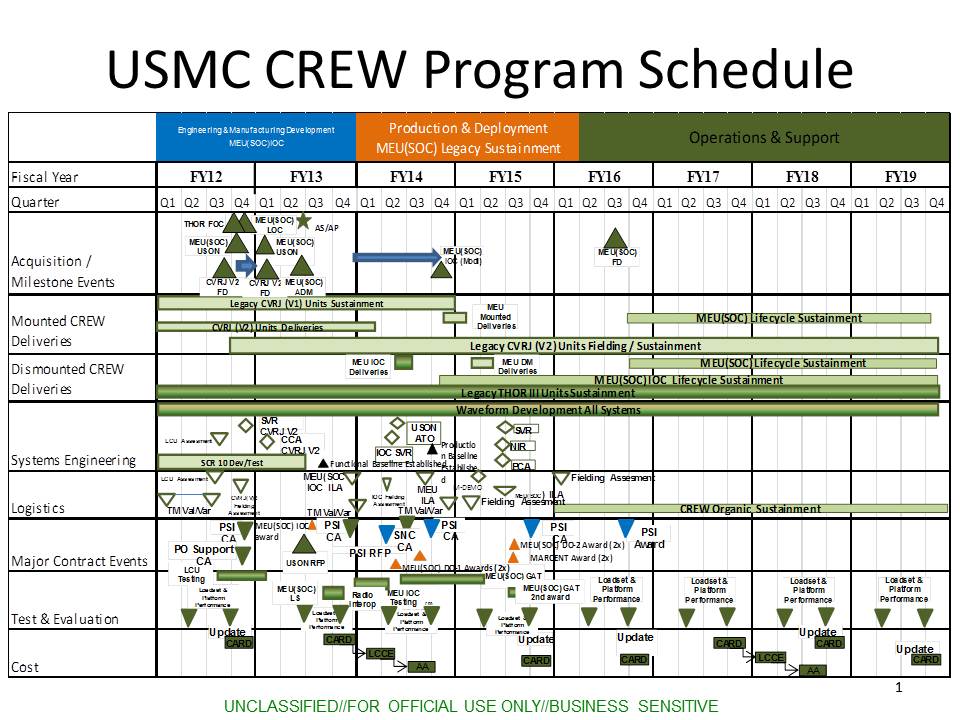 USMC CREW Program Schedule
Engineering & Manufacturing Development
MEU(SOC)IOC
Production & Deployment
MEU(SOC) Legacy Sustainment
Operations & Support
Fiscal Year FY12 FY13 FY14 FY15 FY16 FY17 FY18 FY19
Quarter Q1 Q2 Q3 Q4 Q1 Q2 Q3 Q4 Q1 Q2 Q3 Q4 Q1 Q2 Q3 Q4 Q1 Q2 Q3 Q4 Q1 Q2 Q3 Q4 Q1 Q2 Q3 Q4 Q1 Q2 Q3 Q4
Acquisition /
Milestone Events
THOR FOC
MEU(SOC)
LOC
AS/AP
MEU(SOC)
USON
MEU(SOC)
USON
CVRJ V2
FD
CVRJ V2
FD
MEU(SOC)
ADM
MEU(SOC)
IOC (Modi)
MEU(SOC)
FD
Mounted CREW
Deliveries
Legacy CVRJ (V1) Units Sustainment
CVRJ (V2) Units Deliveries
MEU
Mounted
Deliveries
MEU(SOC) Lifecycle Sustainment
Legacy CVRJ (V2) Units Fielding / Sustainment
Dismounted CREW
Deliveries
MEU IOC
Deliveries
MEU DM
Deliveries
MEU(SOC) Lifecycle Sustainment
MEU(SOC) IOC Lifecycle Sustainment
Legacy THOR III Units Sustainment
Waveform Development All Systems
Systems Engineering
LCU Assesment
SVR
CVRJ V2
CCA
CVRJ V2
SCR 10 Dev/Test
Functional Baseline Established
IOC SVR
USON
ATO
Productio
n Baseline
Establishe
d
SVR
NIR
FCA
Logistics
LCU Assesment
CVRJ V2
Fielding
Assesment
TM Val/Var
MEU(SOC
IOC ILA
TM Val/Var
IOC Fielding
Assesment
MEU
ILA
TM Val/Var
M-DEMO
MEU(SOC) ILA
Fielding Assesment
Fielding Assesment
CREW Organic Sustainment
Major Contract Events
PSI
CA
MEU(SOC) IOC
award
PSI
CA
PO Support
CA
USON RFP
PSI RFP
SNC
CA
PSI
CA
MEU(SOC) DO-1 Awards (2x)
PSI
CA
MEU(SOC) DO-2 Award (2x)
MARCENT Award (2x)
PSI
Award
Test & Evaluation
LCU
Testing
Loadset &
Platform
Performance
MEU(SOC)
LS
Radio
Interop
Loadset &
Platform
Performance
MEU IOC
Testing
Loadset &
Platform
Performance
MEU(SOC) GAT
MEU(SOC) GAT
2nd award
Loadset &
Platform
Performance
Loadset &
Platform
Performance
Loadset &
Platform
Performance
Loadset &
Platform
Performance
Loadset &
Platform
Performance
Cost
Update
CARD
CARD
LCCE
AA
Update
CARD
Update
CARD
CARD
LCCE
AA
Update
CARD
Update
CARD
1
UNCLASSIFIED//FOR OFFICIAL USE ONLY//BUSINESS SENSITIVE